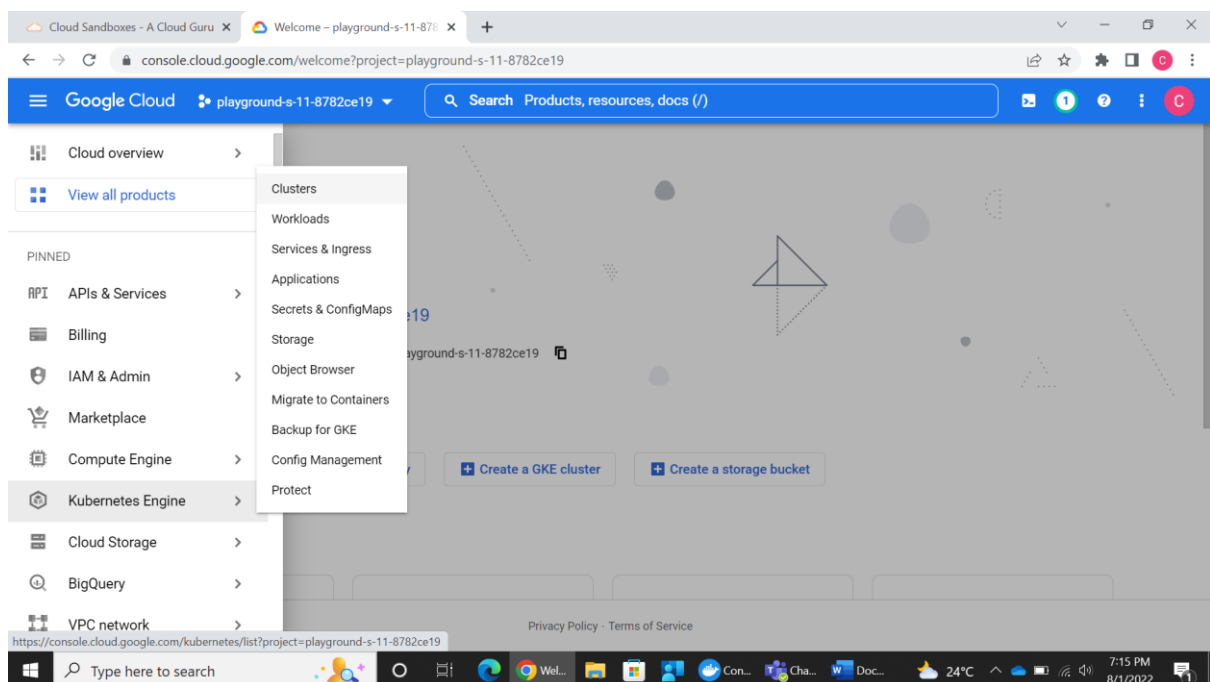 Cloud Sandboxes - A Cloud Guru
Welcome – playground-s-11-878
console.cloud.google.com/welcome?project=playground-s-11-8782ce19
C
Google Cloud
playground-s-11-8782ce19
Search Products, resources, docs (/)
1
C
Cloud overview
View all products
PINNED
API APIs & Services
Billing
IAM & Admin
Marketplace
Compute Engine
Kubernetes Engine
Cloud Storage
BigQuery
VPC network
Clusters
Workloads
Services & Ingress
Applications
Secrets & ConfigMaps
Storage
Object Browser
Migrate to Containers
Backup for GKE
Config Management
Protect
e19
ayground-s-11-8782ce19
Create a GKE cluster
Create a storage bucket
Privacy Policy · Terms of Service
https://console.cloud.google.com/kubernetes/list?project=playground-s-11-8782ce19
Type here to search
Wel...
Con...
Cha...
Doc...
24°C
7:15 PM
8/1/2022